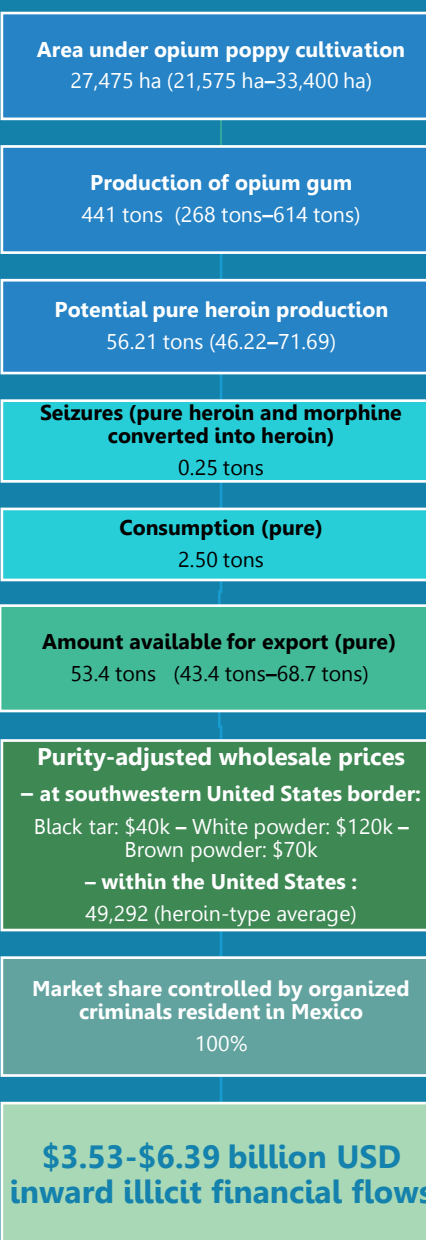 Area under opium poppy cultivation
27,475 ha (21,575 ha–33,400 ha)
Production of opium gum
441 tons (268 tons–614 tons)
Potential pure heroin production
56.21 tons (46.22–71.69)
Seizures (pure heroin and morphine
converted into heroin)
0.25 tons
Consumption (pure)
2.50 tons
Amount available for export (pure)
53.4 tons (43.4 tons–68.7 tons)
Purity-adjusted wholesale prices
– at southwestern United States border:
Black tar: $40k – White powder: $120k –
Brown powder: $70k
– within the United States :
49,292 (heroin-type average)
Market share controlled by organized
criminals resident in Mexico
100%
$3.53-$6.39 billion USD
inward illicit financial flows